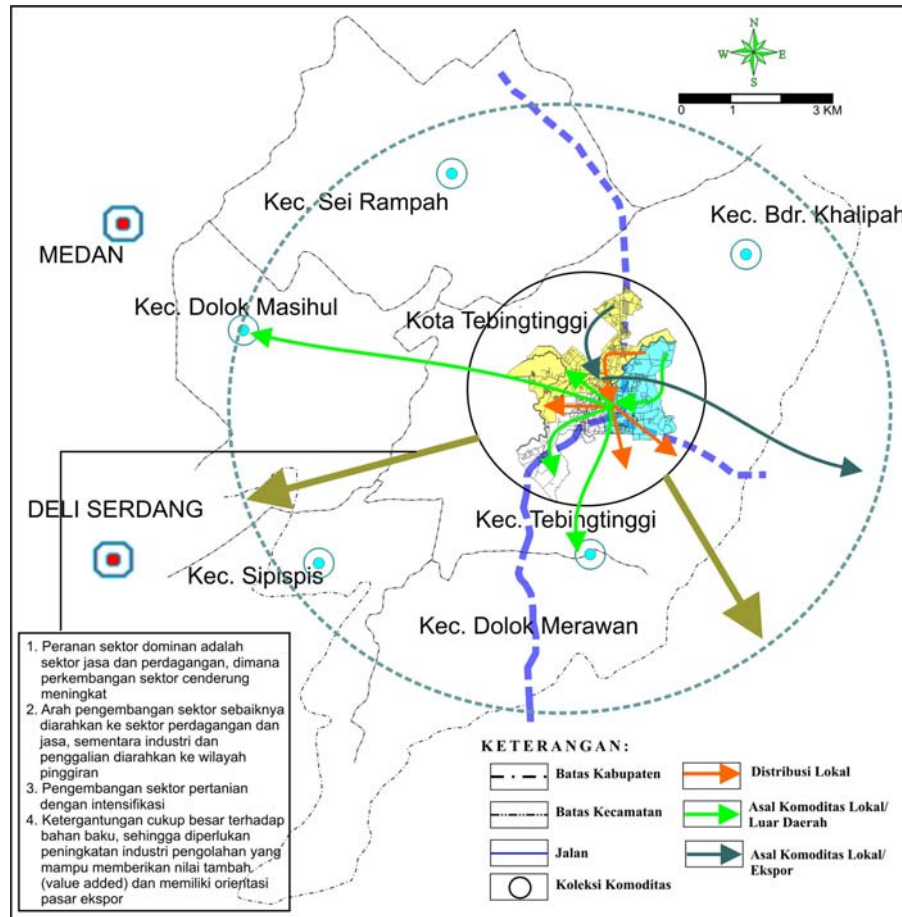 N
W E
S
0 1 3 KM
Kec. Sei Rampah
Kec. Bdr. Khalipah
MEDAN
Kec. Dolok Masihul
Kota Tebingtinggi
DELI SERDANG
Kec. Tebingtinggi
Kec. Sipispis
Kec. Dolok Merawan
1. Peranan sektor dominan adalah
sektor jasa dan perdagangan, dimana
perkembangan sektor cenderung
meningkat
2. Arah pengembangan sektor sebaiknya
diarahkan ke sektor perdagangan dan
jasa, sementara industri dan
penggalian diarahkan ke wilayah
pinggiran
3. Pengembangan sektor pertanian
dengan intensifikasi
4. Ketergantungan cukup besar terhadap
bahan baku, sehingga diperlukan
peningkatan industri pengolahan yang
mampu memberikan nilai tambah
(value added) dan memiliki orientasi
pasar ekspor
KETERANGAN:
Batas Kabupaten
Batas Kecamatan
Jalan
Koleksi Komoditas
Distribusi Lokal
Asal Komoditas Lokal/
Luar Daerah
Asal Komoditas Lokal/
Ekspor